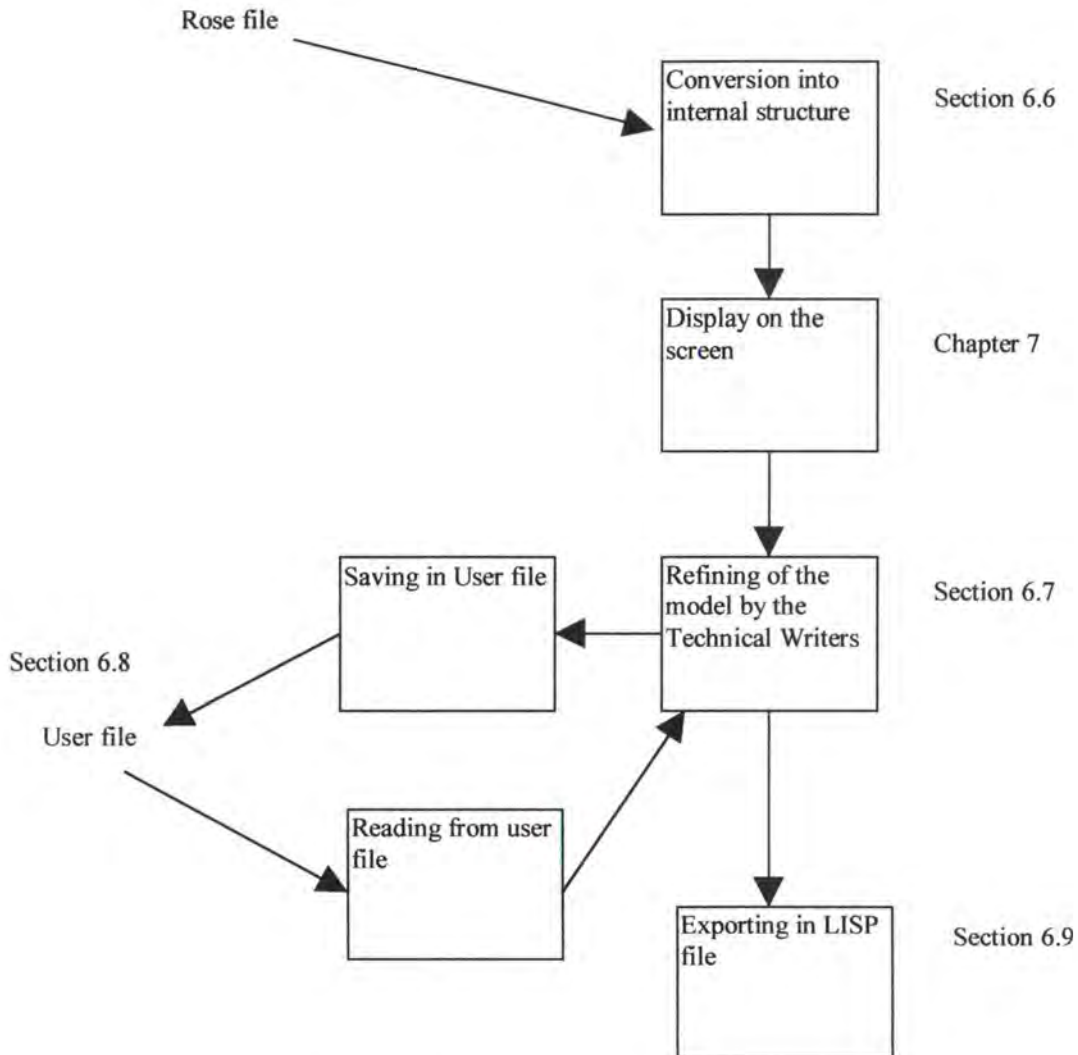 Rose file
Conversion into
internal structure
Section 6.6
Display on the
screen
Chapter 7
Saving in User file
Refining of the
model by the
Technical Writers
Section 6.7
Section 6.8
User file
Reading from user
file
Exporting in LISP
file
Section 6.9